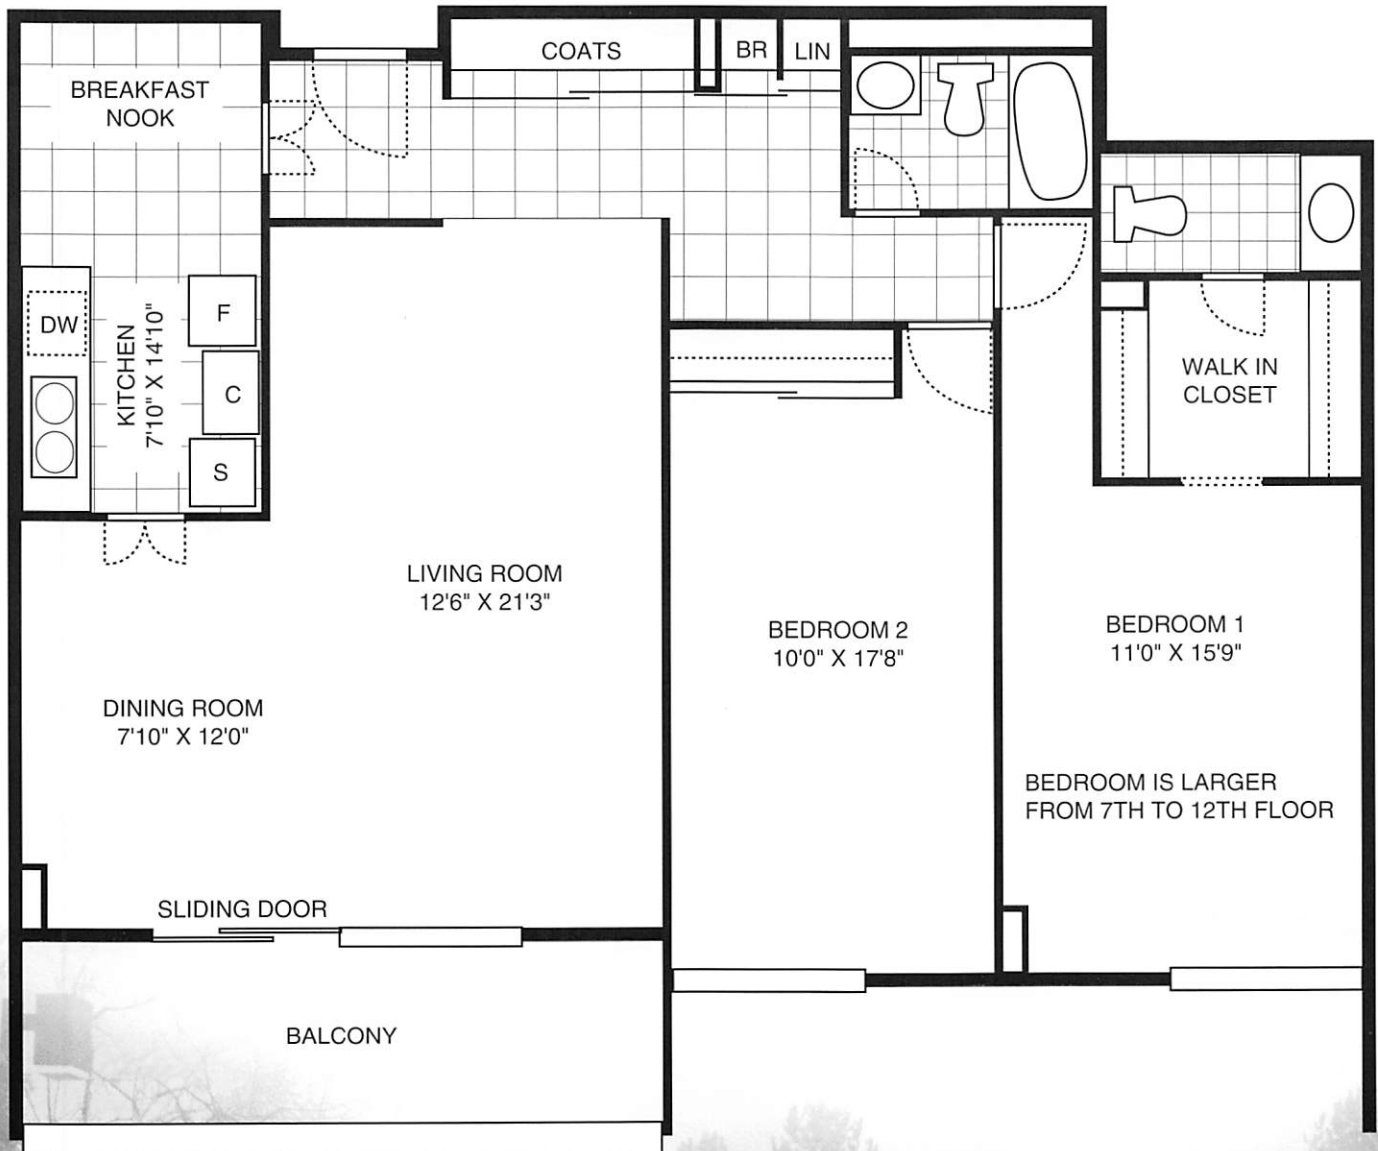 COATS
BR
LIN
BREAKFAST
NOOK
DW
KITCHEN
7'10" X 14'10"
F
C
S
WALK IN
CLOSET
LIVING ROOM
12'6" X 21'3"
BEDROOM 2
10'0" X 17'8"
BEDROOM 1
11'0" X 15'9"
DINING ROOM
7'10" X 12'0"
BEDROOM IS LARGER
FROM 7TH TO 12TH FLOOR
SLIDING DOOR
BALCONY